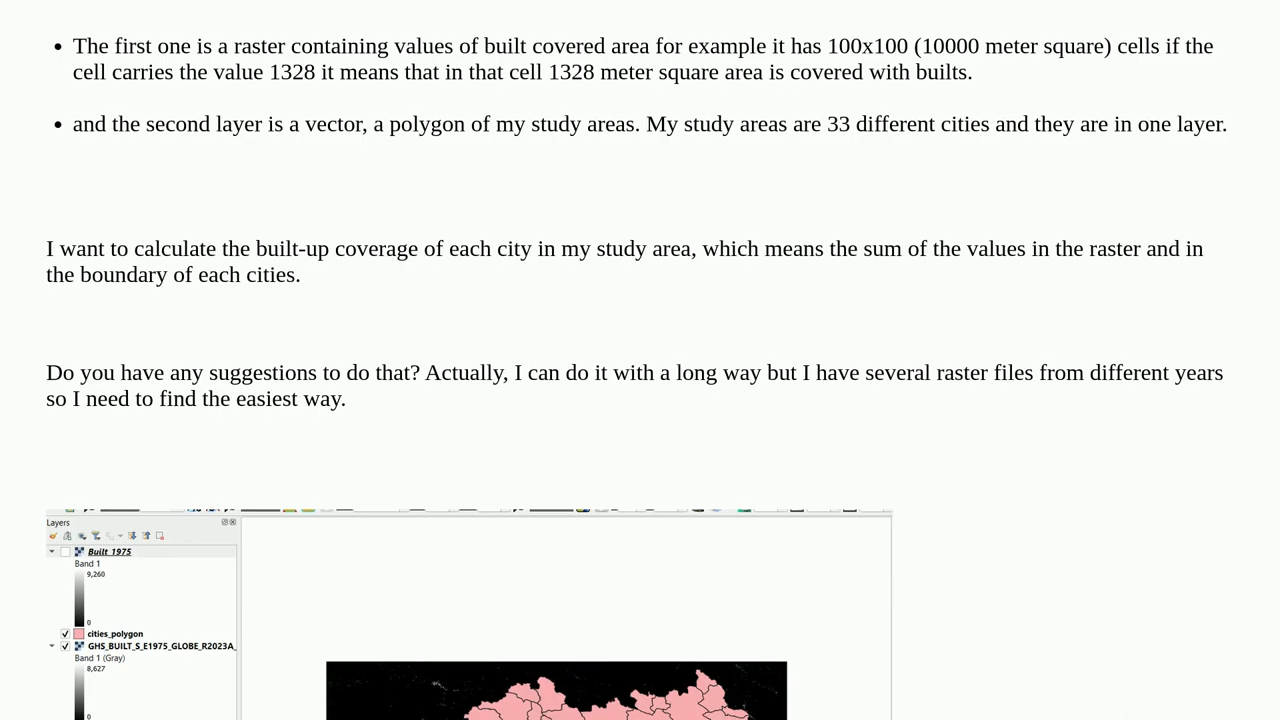 The first one is a raster containing values of built covered area for example it has 100x100 (10000 meter square) cells if the
cell carries the value 1328 it means that in that cell 1328 meter square area is covered with builts.
and the second layer is a vector, a polygon of my study areas. My study areas are 33 different cities and they are in one layer.
I want to calculate the built-up coverage of each city in my study area, which means the sum of the values in the raster and in
the boundary of each cities.
Do you have any suggestions to do that? Actually, I can do it with a long way but I have several raster files from different years
so I need to find the easiest way.
Layers
Built 1975
Band 1
9,260
0
cities_polygon
GHS_BUILT_S_E1975_GLOBE_R2023A_
Band 1 (Gray)
8,627
0